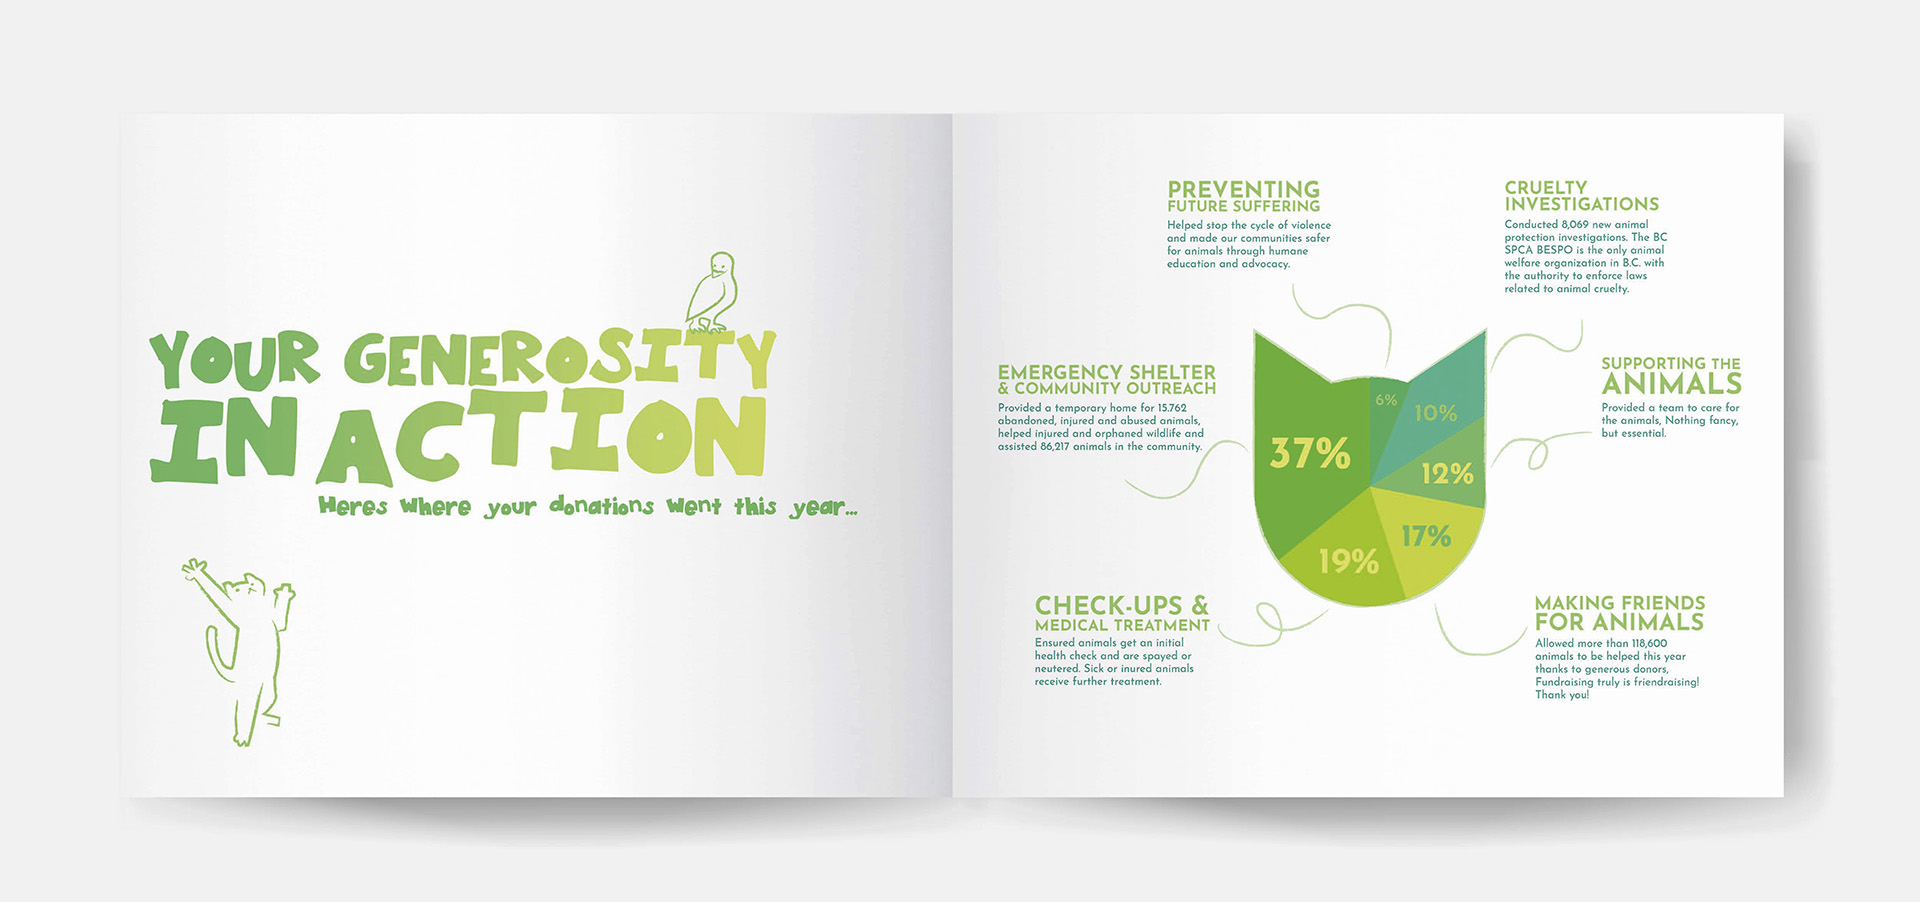 YOUR GENEROSITY
IN ACTION
Heres where your donations went this year...
PREVENTING
FUTURE SUFFERING
Helped stop the cycle of violence
and made our communities safer
for animals through humane
education and advocacy.
CRUELTY
INVESTIGATIONS
Conducted 8,069 new animal
protection investigations. The BC
SPCA BESPO is the only animal
welfare organization in B.C. with
the authority to enforce laws
related to animal cruelty.
EMERGENCY SHELTER
& COMMUNITY OUTREACH
Provided a temporary home for 15.762
abandoned, injured and abused animals,
helped injured and orphaned wildlife and
assisted 86,217 animals in the community.
SUPPORTING THE
ANIMALS
Provided a team to care for
the animals, Nothing fancy,
but essential.
6%
10%
37%
12%
17%
19%
CHECK-UPS &
MEDICAL TREATMENT
Ensured animals get an initial
health check and are spayed or
neutered. Sick or inured animals
receive further treatment.
MAKING FRIENDS
FOR ANIMALS
Allowed more than 118,600
animals to be helped this year
thanks to generous donors,
Fundraising truly is friendraising!
Thank you!